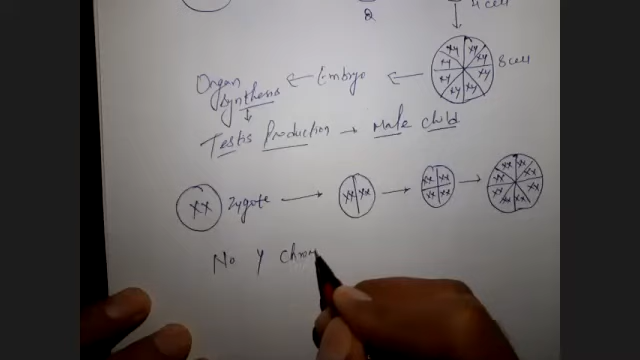 4 cell
2
8 cell
xy xy xy xy xy xy xy xy
Organ Synthesis ← Embryo ←
↓
Testis Production → Male child
xx Zygote → xx xx → xx xx xx xx → xx xx xx xx xx xx xx xx
No Y chrom